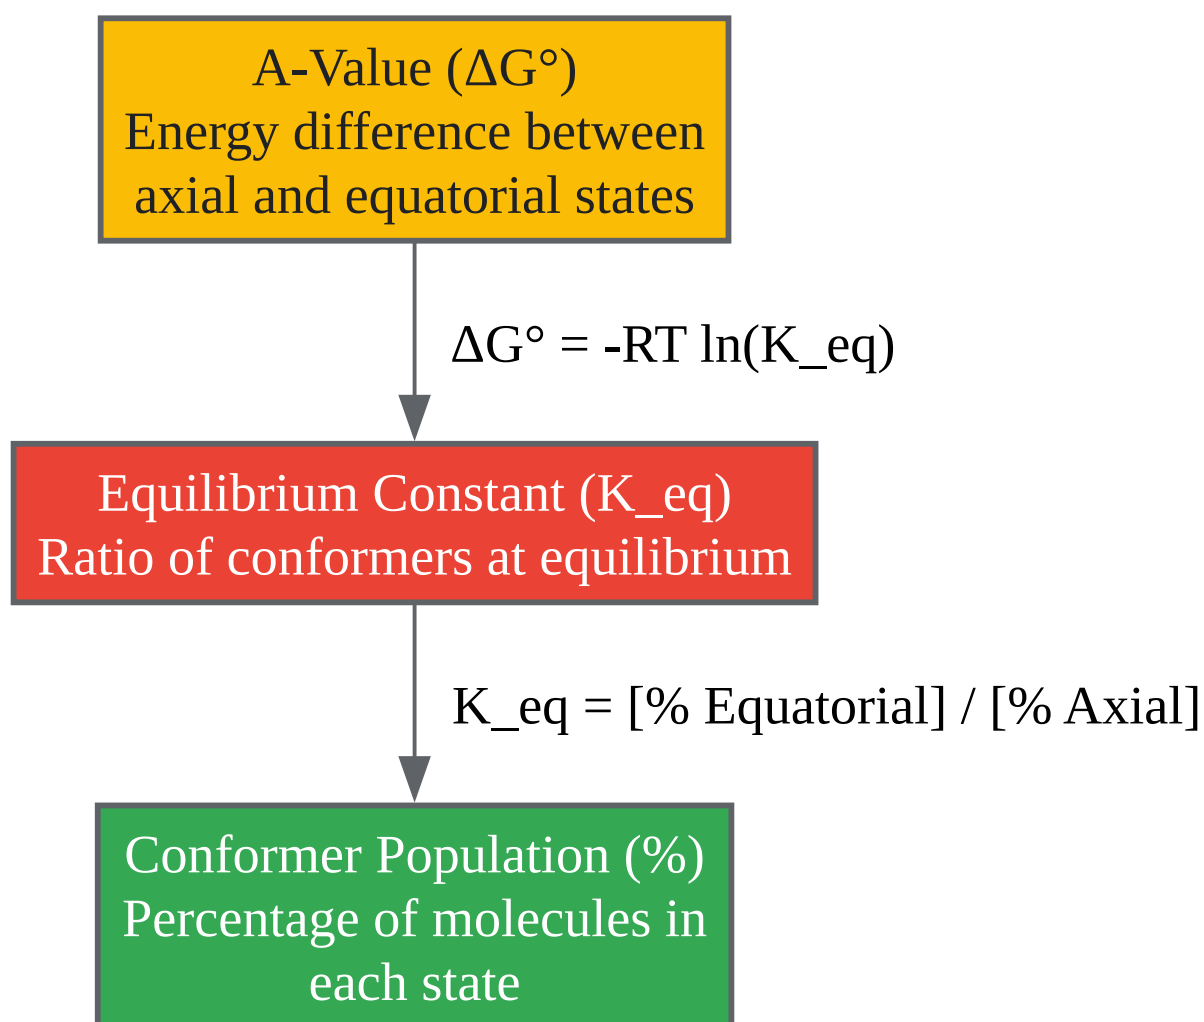 A-Value (ΔG°)
Energy difference between
axial and equatorial states
ΔG° = -RT ln(K_eq)
Equilibrium Constant (K_eq)
Ratio of conformers at equilibrium
K_eq = [% Equatorial] / [% Axial]
Conformer Population (%)
Percentage of molecules in
each state